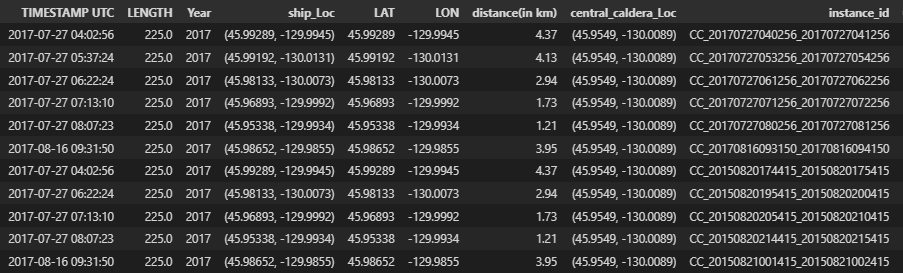 TIMESTAMP UTC LENGTH Year ship_Loc LAT LON distance(in km) central_caldera_Loc instance_id
2017-07-27 04:02:56 225.0 2017 (45.99289, -129.9945) 45.99289 -129.9945 4.37 (45.9549, -130.0089) CC_20170727040256_20170727041256
2017-07-27 05:37:24 225.0 2017 (45.99192, -130.0131) 45.99192 -130.0131 4.13 (45.9549, -130.0089) CC_20170727053256_20170727054256
2017-07-27 06:22:24 225.0 2017 (45.98133, -130.0073) 45.98133 -130.0073 2.94 (45.9549, -130.0089) CC_20170727061256_20170727062256
2017-07-27 07:13:10 225.0 2017 (45.96893, -129.9992) 45.96893 -129.9992 1.73 (45.9549, -130.0089) CC_20170727071256_20170727072256
2017-07-27 08:07:23 225.0 2017 (45.95338, -129.9934) 45.95338 -129.9934 1.21 (45.9549, -130.0089) CC_20170727080256_20170727081256
2017-08-16 09:31:50 225.0 2017 (45.98652, -129.9855) 45.98652 -129.9855 3.95 (45.9549, -130.0089) CC_20170816093150_20170816094150
2017-07-27 04:02:56 225.0 2017 (45.99289, -129.9945) 45.99289 -129.9945 4.37 (45.9549, -130.0089) CC_20150820174415_20150820175415
2017-07-27 06:22:24 225.0 2017 (45.98133, -130.0073) 45.98133 -130.0073 2.94 (45.9549, -130.0089) CC_20150820195415_20150820200415
2017-07-27 07:13:10 225.0 2017 (45.96893, -129.9992) 45.96893 -129.9992 1.73 (45.9549, -130.0089) CC_20150820205415_20150820210415
2017-07-27 08:07:23 225.0 2017 (45.95338, -129.9934) 45.95338 -129.9934 1.21 (45.9549, -130.0089) CC_20150820214415_20150820215415
2017-08-16 09:31:50 225.0 2017 (45.98652, -129.9855) 45.98652 -129.9855 3.95 (45.9549, -130.0089) CC_20150821001415_20150821002415